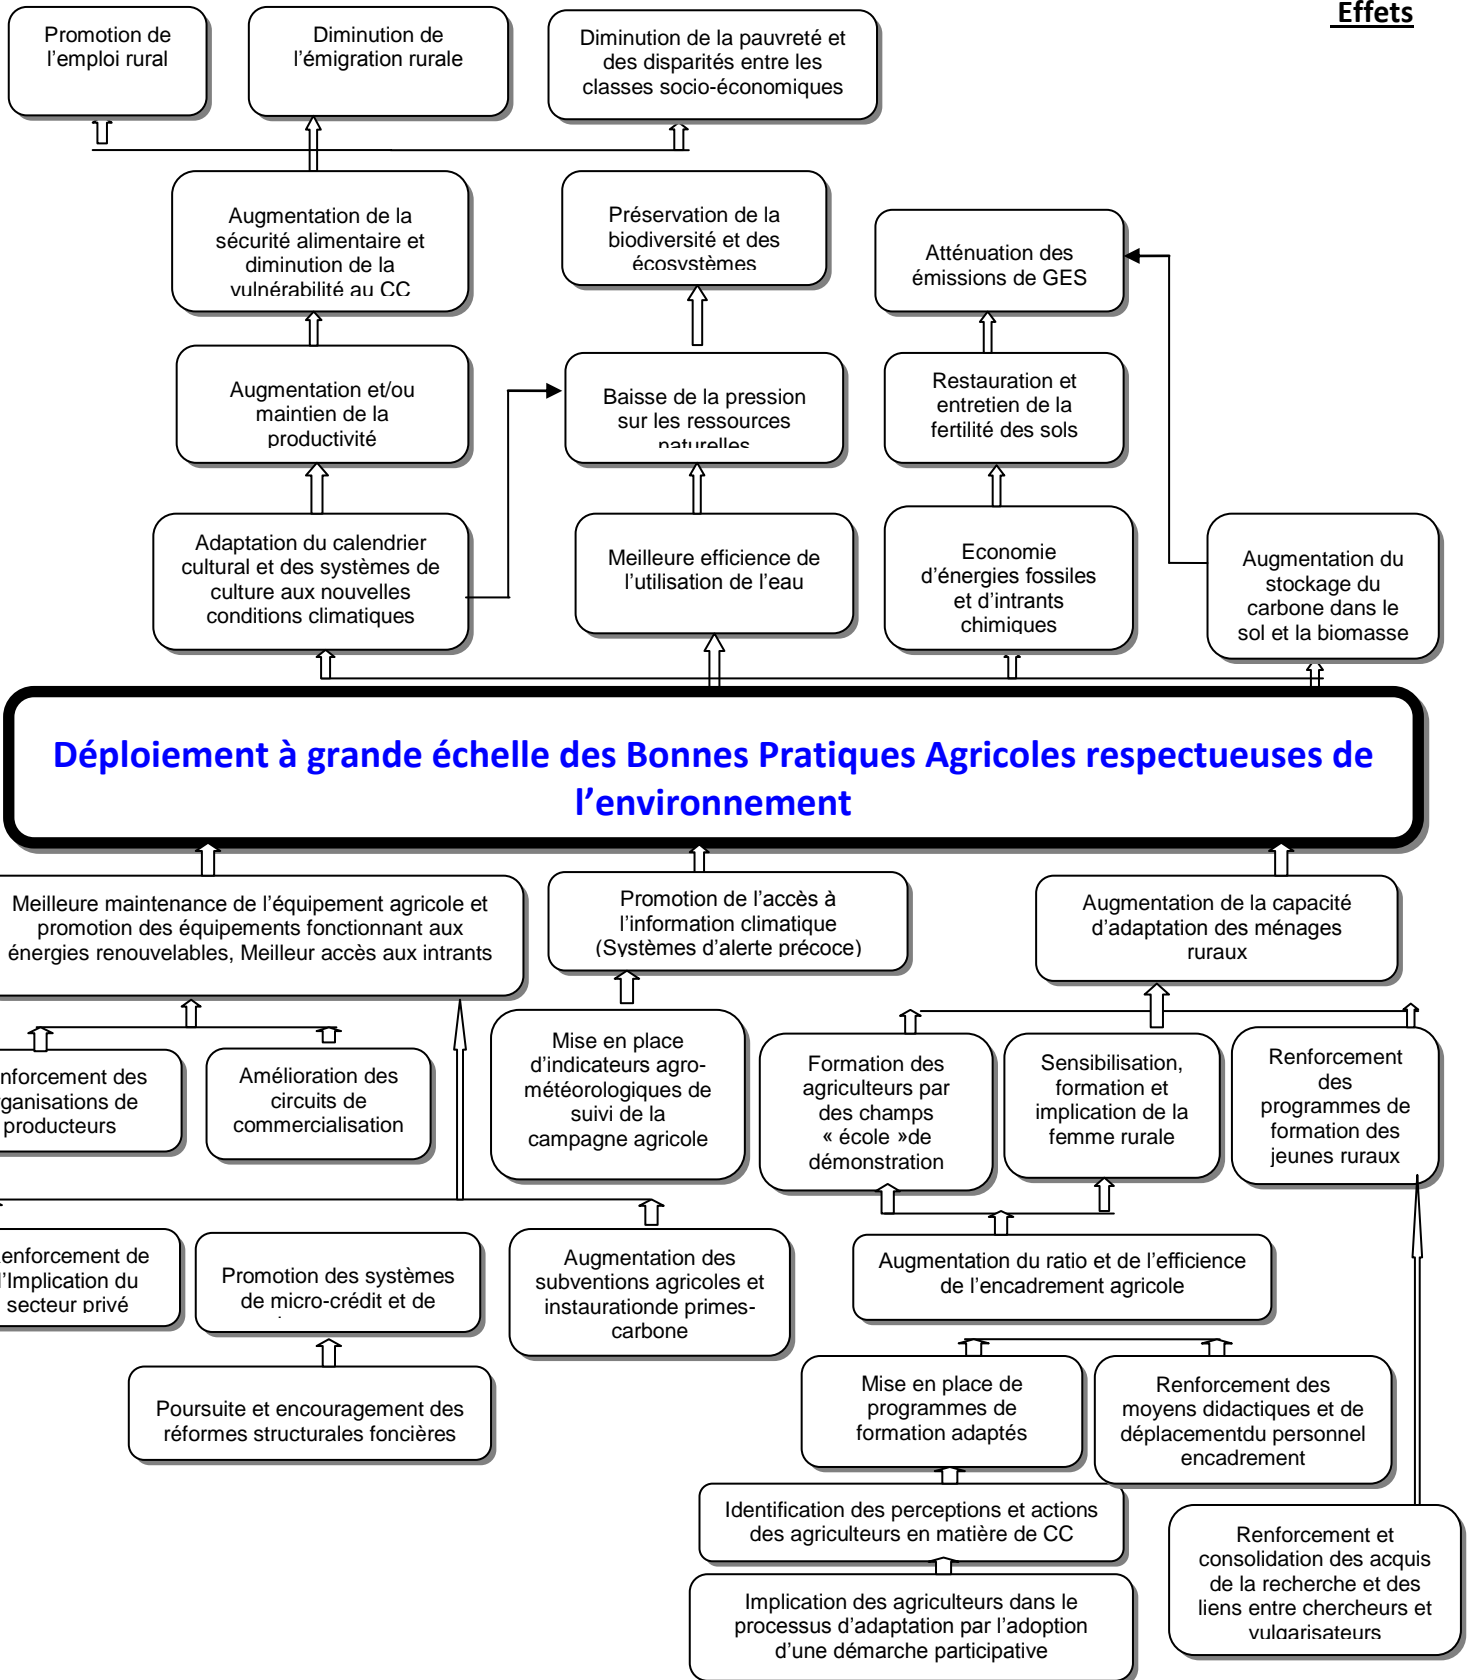 Effets
Promotion de
l'emploi rural
Diminution de
l'émigration rurale
Diminution de la pauvreté et
des disparités entre les
classes socio-économiques
Augmentation de la
sécurité alimentaire et
diminution de la
vulnérabilité au CC
Préservation de la
biodiversité et des
écosystèmes
Atténuation des
émissions de GES
Augmentation et/ou
maintien de la
productivité
Baisse de la pression
sur les ressources
naturelles
Restauration et
entretien de la
fertilité des sols
Adaptation du calendrier
cultural et des systèmes de
culture aux nouvelles
conditions climatiques
Meilleure efficience de
l'utilisation de l'eau
Economie
d'énergies fossiles
et d'intrants
chimiques
Augmentation du
stockage du
carbone dans le
sol et la biomasse
Déploiement à grande échelle des Bonnes Pratiques Agricoles respectueuses de
l'environnement
Meilleure maintenance de l'équipement agricole et
promotion des équipements fonctionnant aux
énergies renouvelables, Meilleur accès aux intrants
Promotion de l'accès à
l'information climatique
(Systèmes d'alerte précoce)
Augmentation de la capacité
d'adaptation des ménages
ruraux
nforcement des
rganisations de
producteurs
Amélioration des
circuits de
commercialisation
Mise en place
d'indicateurs agro-
météorologiques de
suivi de la
campagne agricole
Formation des
agriculteurs par
des champs
« école »de
démonstration
Sensibilisation,
formation et
implication de la
femme rurale
Renforcement
des
programmes de
formation des
jeunes ruraux
enforcement de
l'Implication du
secteur privé
Promotion des systèmes
de micro-crédit et de
Augmentation des
subventions agricoles et
instaurationde primes-
carbone
Augmentation du ratio et de l'efficience
de l'encadrement agricole
Poursuite et encouragement des
réformes structurales foncières
Mise en place de
programmes de
formation adaptés
Renforcement des
moyens didactiques et de
déplacementdu personnel
encadrement
Identification des perceptions et actions
des agriculteurs en matière de CC
Renforcement et
consolidation des acquis
de la recherche et des
liens entre chercheurs et
vulgarisateurs
Implication des agriculteurs dans le
processus d'adaptation par l'adoption
d'une démarche participative